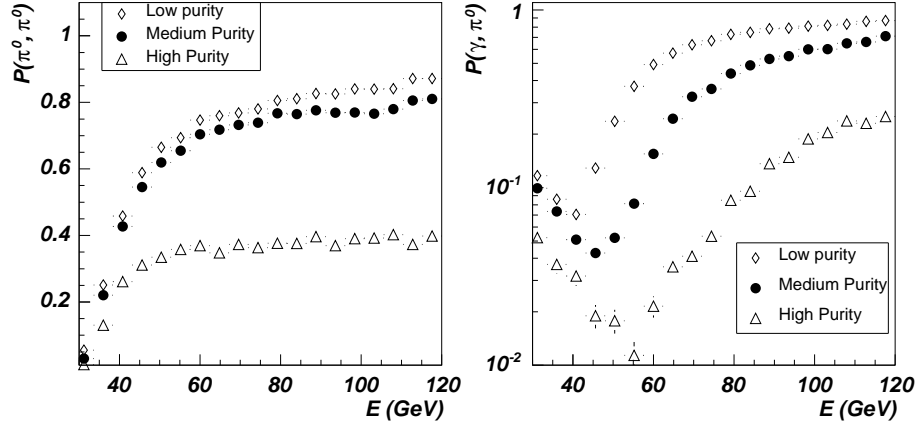 P(π⁰, π⁰)
1
0.8
0.6
0.4
0.2
Low purity
Medium Purity
High Purity
40 60 80 100 120
E (GeV)
P(γ, π⁰)
1
10⁻¹
10⁻²
Low purity
Medium Purity
High Purity
40 60 80 100 120
E (GeV)